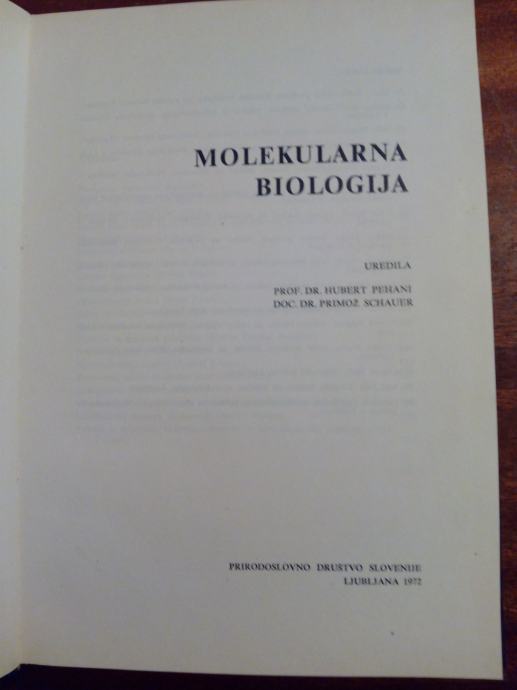 MOLEKULARNA
BIOLOGIJA
UREDILA
PROF. DR. HUBERT PEHANI
DOC. DR. PRIMOŽ SCHAUER
PRIRODOSLOVNO DRUŠTVO SLOVENIJE
LJUBLJANA 1972